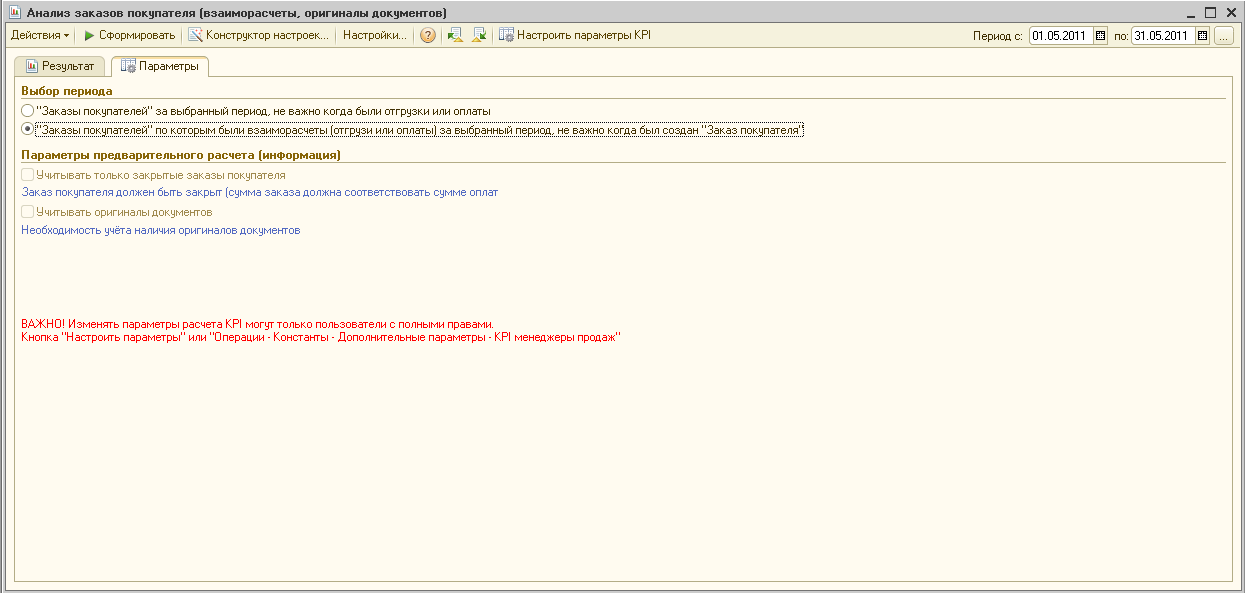 Анализ заказов покупателя (взаиморасчеты, оригиналы документов)
Действия Сформировать Конструктор настроек... Настройки... ? Настроить параметры KPI Период с: 01.05.2011 по: 31.05.2011 ...
Результат Параметры
Выбор периода
"Заказы покупателей" за выбранный период, не важно когда были отгрузки или оплаты
"Заказы покупателей" по которым были взаиморасчеты (отгрузи или оплаты) за выбранный период, не важно когда был создан "Заказ покупателя"
Параметры предварительного расчета (информация)
Учитывать только закрытые заказы покупателя
Заказ покупателя должен быть закрыт (сумма заказа должна соответствовать сумме оплат
Учитывать оригиналы документов
Необходимость учёта наличия оригиналов документов
ВАЖНО! Изменять параметры расчета KPI могут только пользователи с полными правами.
Кнопка "Настроить параметры" или "Операции - Константы - Дополнительные параметры - KPI менеджеры продаж"